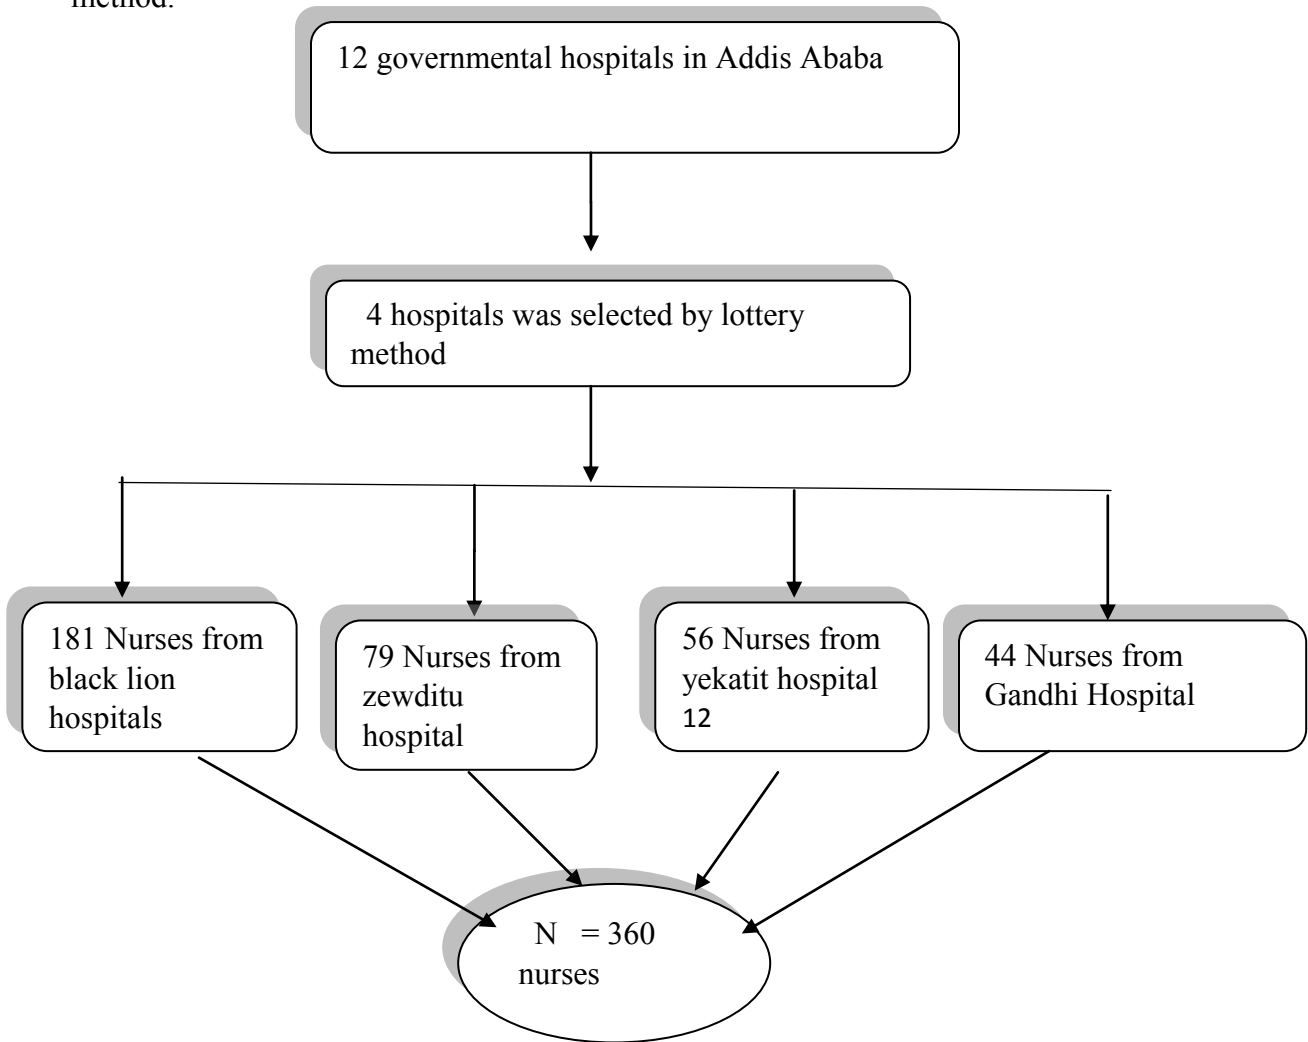 method.
12 governmental hospitals in Addis Ababa
4 hospitals was selected by lottery
method
181 Nurses from
black lion
hospitals
79 Nurses from
zewditu
hospital
56 Nurses from
yekatit hospital
12
44 Nurses from
Gandhi Hospital
N = 360
nurses